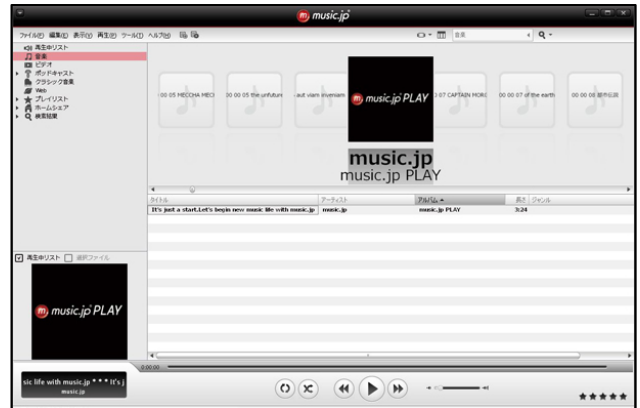 music.jp
ファイル(F) 編集(E) 表示(V) 再生(P) ツール(T) ヘルプ(H)
音楽
再生中リスト
音楽
ビデオ
ポッドキャスト
クラシック音楽
Web
プレイリスト
ホームシェア
検索結果
00 05 MECCHA MECO
00 00 05 the unfuture
aut viam inveniam
music.jp PLAY
07 CAPTAIN MORG
00 00 07 of the earth
00 00 08 都市伝説
music.jp
music.jp PLAY
タイトル アーティスト アルバム 長さ ジャンル
It's just a start.Let's begin new music life with music.jp music.jp music.jp PLAY 3:24
再生中リスト 選択ファイル
music.jp PLAY
0:00:00
sic life with music.jp * * * It's j
music.jp